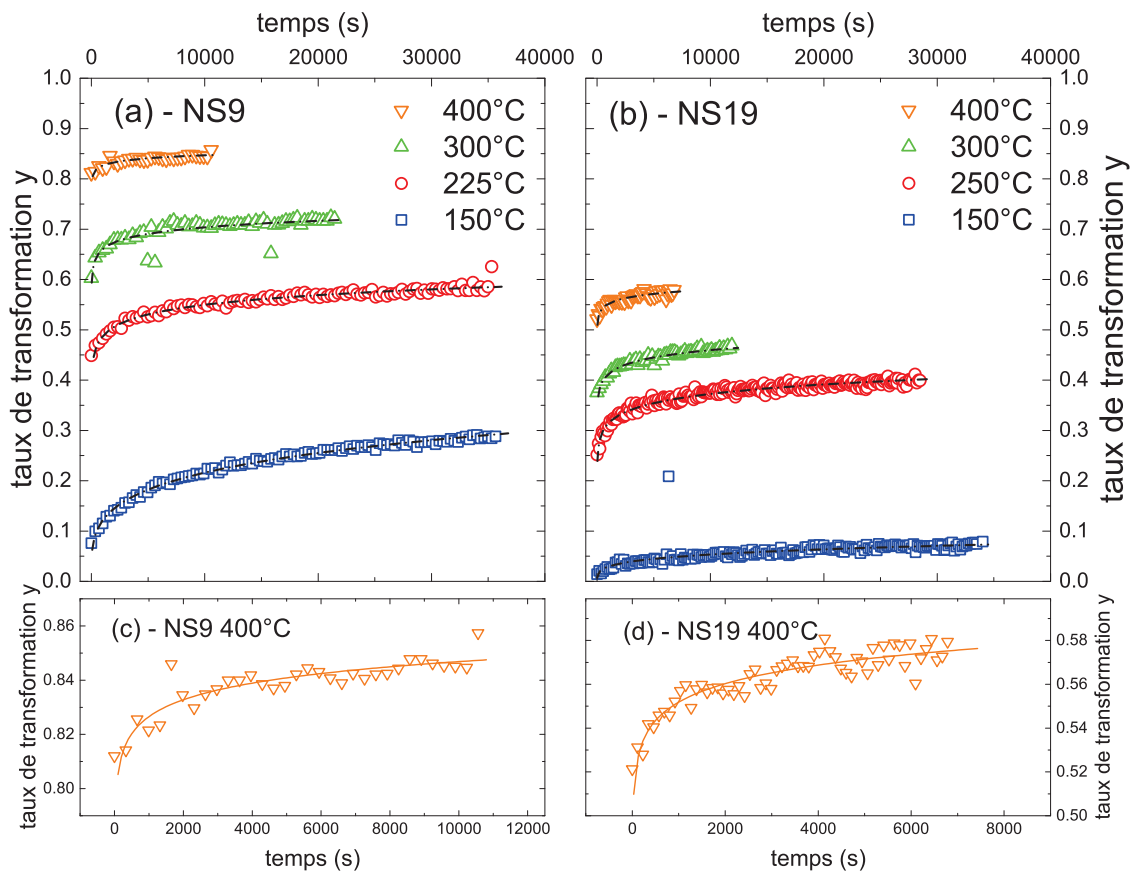 temps (s)
temps (s)
0 10000 20000 30000 40000
0 10000 20000 30000 40000
taux de transformation y
1.0
0.9
0.8
0.7
0.6
0.5
0.4
0.3
0.2
0.1
0.0
(a) - NS9
400°C
300°C
225°C
150°C
(b) - NS19
400°C
300°C
250°C
150°C
1.0
0.9
0.8
0.7
0.6
0.5
0.4
0.3
0.2
0.1
0.0
taux de transformation y
taux de transformation y
0.86
0.84
0.82
0.80
(c) - NS9 400°C
0 2000 4000 6000 8000 10000 12000
temps (s)
(d) - NS19 400°C
0.58
0.56
0.54
0.52
0.50
taux de transformation y
0 2000 4000 6000 8000
temps (s)